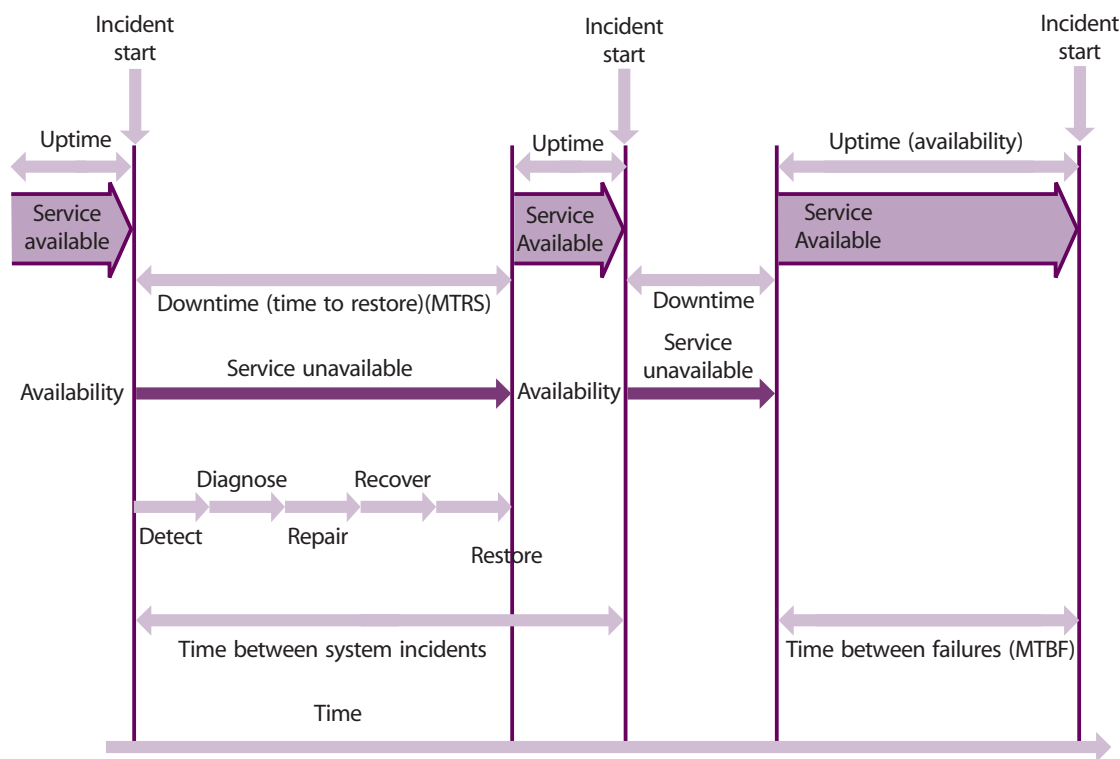 Incident
start
Incident
start
Incident
start
Uptime
Uptime
Uptime (availability)
Service
available
Service
Available
Service
Available
Downtime (time to restore)(MTRS)
Downtime
Service unavailable
Service
unavailable
Availability
Availability
Diagnose
Recover
Detect
Repair
Restore
Time between system incidents
Time between failures (MTBF)
Time